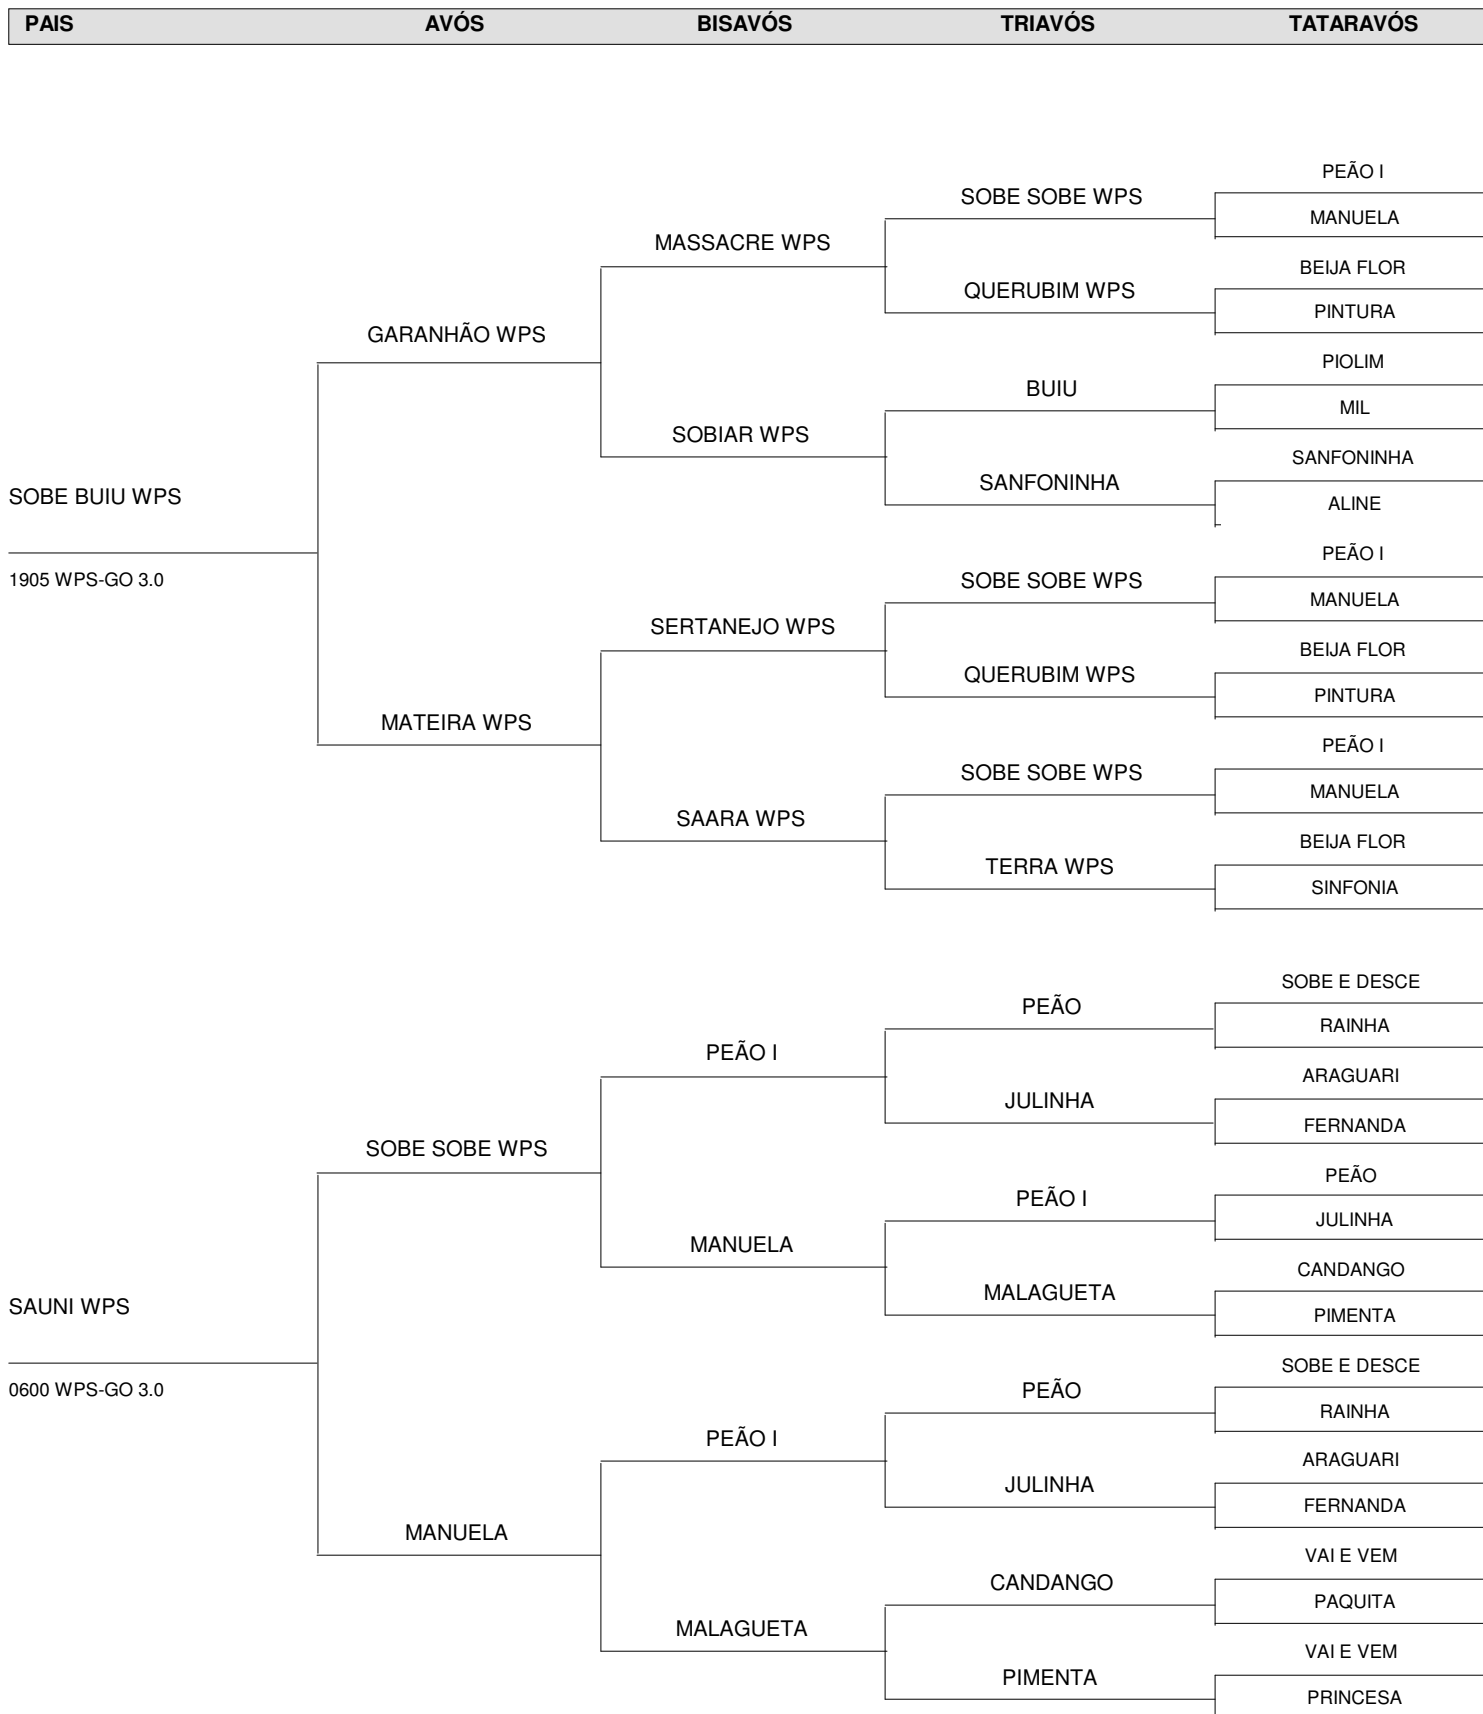 PAIS AVÓS BISAVÓS TRIAVÓS TATARAVÓS
PEÃO I
SOBE SOBE WPS
MANUELA
MASSACRE WPS
BEIJA FLOR
QUERUBIM WPS
PINTURA
GARANHÃO WPS
PIOLIM
BUIU
MIL
SOBIAR WPS
SANFONINHA
SANFONINHA
ALINE
SOBE BUIU WPS
1905 WPS-GO 3.0
PEÃO I
SOBE SOBE WPS
MANUELA
SERTANEJO WPS
BEIJA FLOR
QUERUBIM WPS
PINTURA
MATEIRA WPS
PEÃO I
SOBE SOBE WPS
MANUELA
SAARA WPS
BEIJA FLOR
TERRA WPS
SINFONIA
SOBE E DESCE
PEÃO
RAINHA
PEÃO I
ARAGUARI
JULINHA
FERNANDA
SOBE SOBE WPS
PEÃO
PEÃO I
JULINHA
MANUELA
CANDANGO
MALAGUETA
PIMENTA
SAUNI WPS
0600 WPS-GO 3.0
SOBE E DESCE
PEÃO
RAINHA
PEÃO I
ARAGUARI
JULINHA
FERNANDA
MANUELA
VAI E VEM
CANDANGO
PAQUITA
MALAGUETA
VAI E VEM
PIMENTA
PRINCESA